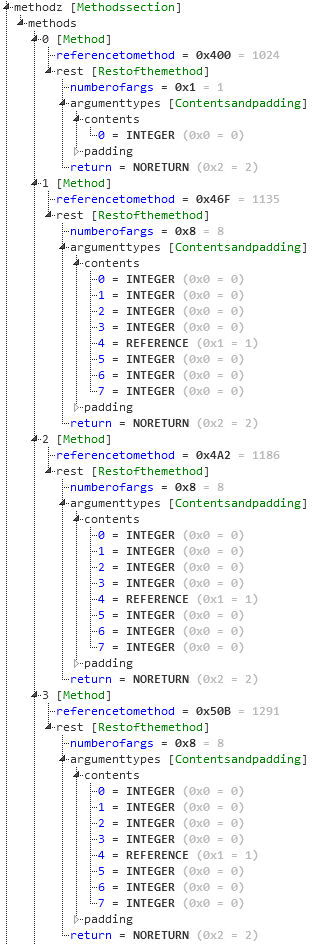 methodz [Methodssection]
methods
0 [Method]
referencetomethod = 0x400 = 1024
rest [Restofthemethod]
numberofargs = 0x1 = 1
argumenttypes [Contentsandpadding]
contents
0 = INTEGER (0x0 = 0)
padding
return = NORETURN (0x2 = 2)
1 [Method]
referencetomethod = 0x46F = 1135
rest [Restofthemethod]
numberofargs = 0x8 = 8
argumenttypes [Contentsandpadding]
contents
0 = INTEGER (0x0 = 0)
1 = INTEGER (0x0 = 0)
2 = INTEGER (0x0 = 0)
3 = INTEGER (0x0 = 0)
4 = REFERENCE (0x1 = 1)
5 = INTEGER (0x0 = 0)
6 = INTEGER (0x0 = 0)
7 = INTEGER (0x0 = 0)
padding
return = NORETURN (0x2 = 2)
2 [Method]
referencetomethod = 0x4A2 = 1186
rest [Restofthemethod]
numberofargs = 0x8 = 8
argumenttypes [Contentsandpadding]
contents
0 = INTEGER (0x0 = 0)
1 = INTEGER (0x0 = 0)
2 = INTEGER (0x0 = 0)
3 = INTEGER (0x0 = 0)
4 = REFERENCE (0x1 = 1)
5 = INTEGER (0x0 = 0)
6 = INTEGER (0x0 = 0)
7 = INTEGER (0x0 = 0)
padding
return = NORETURN (0x2 = 2)
3 [Method]
referencetomethod = 0x50B = 1291
rest [Restofthemethod]
numberofargs = 0x8 = 8
argumenttypes [Contentsandpadding]
contents
0 = INTEGER (0x0 = 0)
1 = INTEGER (0x0 = 0)
2 = INTEGER (0x0 = 0)
3 = INTEGER (0x0 = 0)
4 = REFERENCE (0x1 = 1)
5 = INTEGER (0x0 = 0)
6 = INTEGER (0x0 = 0)
7 = INTEGER (0x0 = 0)
padding
return = NORETURN (0x2 = 2)